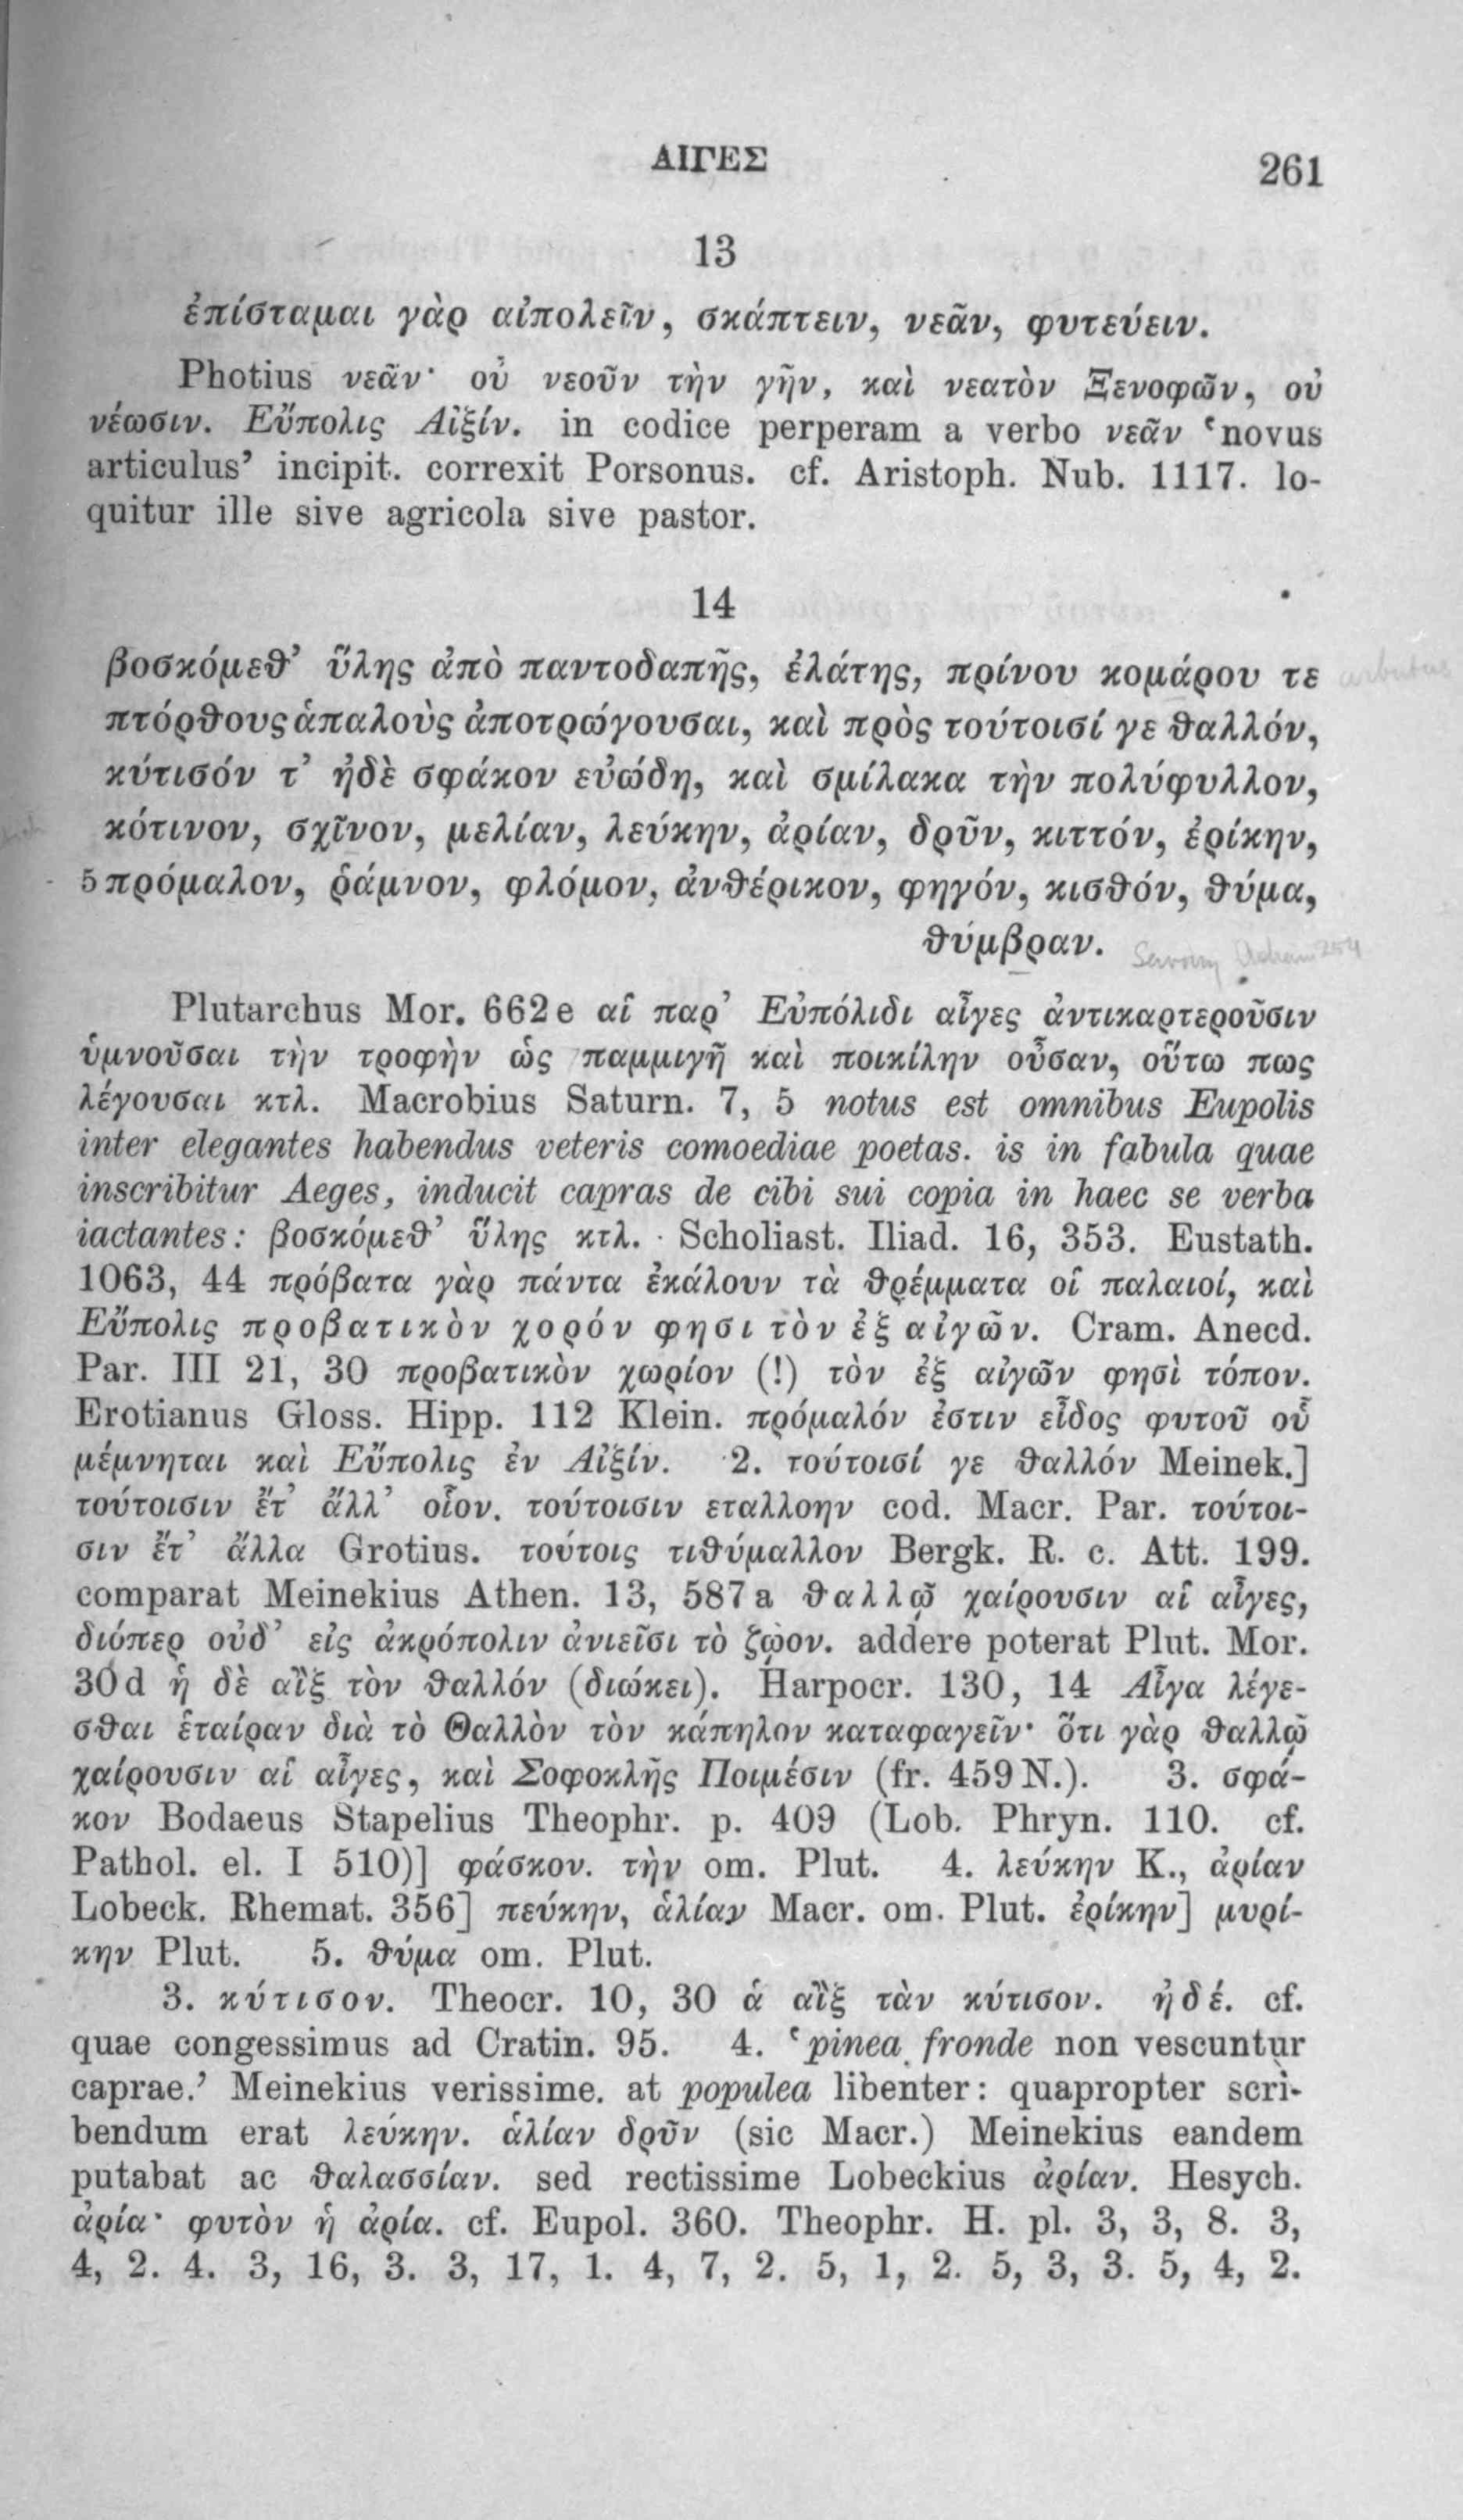 ΑΙΓΕΣ 261
13
ἐπίσταμαι γὰρ αἰπολεῖν, σκάπτειν, νεᾶν, φυτεύειν.
Photius νεᾶν· οὐ νεοῦν τὴν γῆν, καὶ νεατὸν Ξενοφῶν, οὐ
νέωσιν. Εὔπολις Αἰξίν. in codice perperam a verbo νεᾶν ‘novus
articulus’ incipit. correxit Porsonus. cf. Aristoph. Nub. 1117. lo-
quitur ille sive agricola sive pastor.
14
βοσκόμεθ’ ὕλης ἀπὸ παντοδαπῆς, ἐλάτης, πρίνου κομάρου τε
arbutus
πτόρθους ἁπαλοὺς ἀποτρώγουσαι, καὶ πρὸς τούτοισί γε θαλλόν,
κύτισόν τ’ ἠδὲ σφάκον εὐώδη, καὶ σμίλακα τὴν πολύφυλλον,
κότινον, σχῖνον, μελίαν, λεύκην, ἀρίαν, δρῦν, κιττόν, ἐρίκην,
5 πρόμαλον, ῥάμνον, φλόμον, ἀνθέρικον, φηγόν, κισθόν, θύμα,
θύμβραν.
Plutarchus Mor. 662 e αἱ παρ’ Εὐπόλιδι αἶγες ἀντικαρτεροῦσιν
ὑμνοῦσαι τὴν τροφὴν ὡς παμμιγῆ καὶ ποικίλην οὖσαν, οὕτω πως
λέγουσαι κτλ. Macrobius Saturn. 7, 5 notus est omnibus Eupolis
inter elegantes habendus veteris comoediae poetas. is in fabula quae
inscribitur Aeges, inducit capras de cibi sui copia in haec se verba
iactantes: βοσκόμεθ’ ὕλης κτλ. Scholiast. Iliad. 16, 353. Eustath.
1063, 44 πρόβατα γὰρ πάντα ἐκάλουν τὰ θρέμματα οἱ παλαιοί, καὶ
Εὔπολις προβατικὸν χορόν φησι τὸν ἐξ αἰγῶν. Cram. Anecd.
Par. III 21, 30 προβατικὸν χωρίον (!) τὸν ἐξ αἰγῶν φησὶ τόπον.
Erotianus Gloss. Hipp. 112 Klein. πρόμαλόν ἐστιν εἶδος φυτοῦ οὗ
μέμνηται καὶ Εὔπολις ἐν Αἰξίν. 2. τούτοισί γε θαλλόν Meinek.]
τούτοισιν ἔτ’ ἄλλ’ οἷον. τούτοισιν εταλλοην cod. Macr. Par. τούτοι-
σιν ἔτ’ ἄλλα Grotius. τούτοις τιθύμαλλον Bergk. R. c. Att. 199.
comparat Meinekius Athen. 13, 587 a θαλλῷ χαίρουσιν αἱ αἶγες,
διόπερ οὐδ’ εἰς ἀκρόπολιν ἀνιεῖσι τὸ ζῷον. addere poterat Plut. Mor.
30 d ἡ δὲ αἲξ τὸν θαλλόν (διώκει). Harpocr. 130, 14 Αἶγα λέγε-
σθαι ἑταίραν διὰ τὸ Θαλλὸν τὸν κάπηλον καταφαγεῖν· ὅτι γὰρ θαλλῷ
χαίρουσιν αἱ αἶγες, καὶ Σοφοκλῆς Ποιμέσιν (fr. 459 N.). 3. σφά-
κον Bodaeus Stapelius Theophr. p. 409 (Lob. Phryn. 110. cf.
Pathol. el. I 510)] φάσκον. τὴν om. Plut. 4. λεύκην K., ἀρίαν
Lobeck. Rhemat. 356] πεύκην, ἁλίαν Macr. om. Plut. ἐρίκην] μυρί-
κην Plut. 5. θύμα om. Plut.
3. κύτισον. Theocr. 10, 30 ἁ αἲξ τὰν κύτισον. ἠδέ. cf.
quae congessimus ad Cratin. 95. 4. ‘pinea fronde non vescuntur
caprae.’ Meinekius verissime. at populea libenter: quapropter scri-
bendum erat λεύκην. ἁλίαν δρῦν (sic Macr.) Meinekius eandem
putabat ac θαλασσίαν. sed rectissime Lobeckius ἀρίαν. Hesych.
ἀρία· φυτὸν ἡ ἀρία. cf. Eupol. 360. Theophr. H. pl. 3, 3, 8. 3,
4, 2. 4. 3, 16, 3. 3, 17, 1. 4, 7, 2. 5, 1, 2. 5, 3, 3. 5, 4, 2.